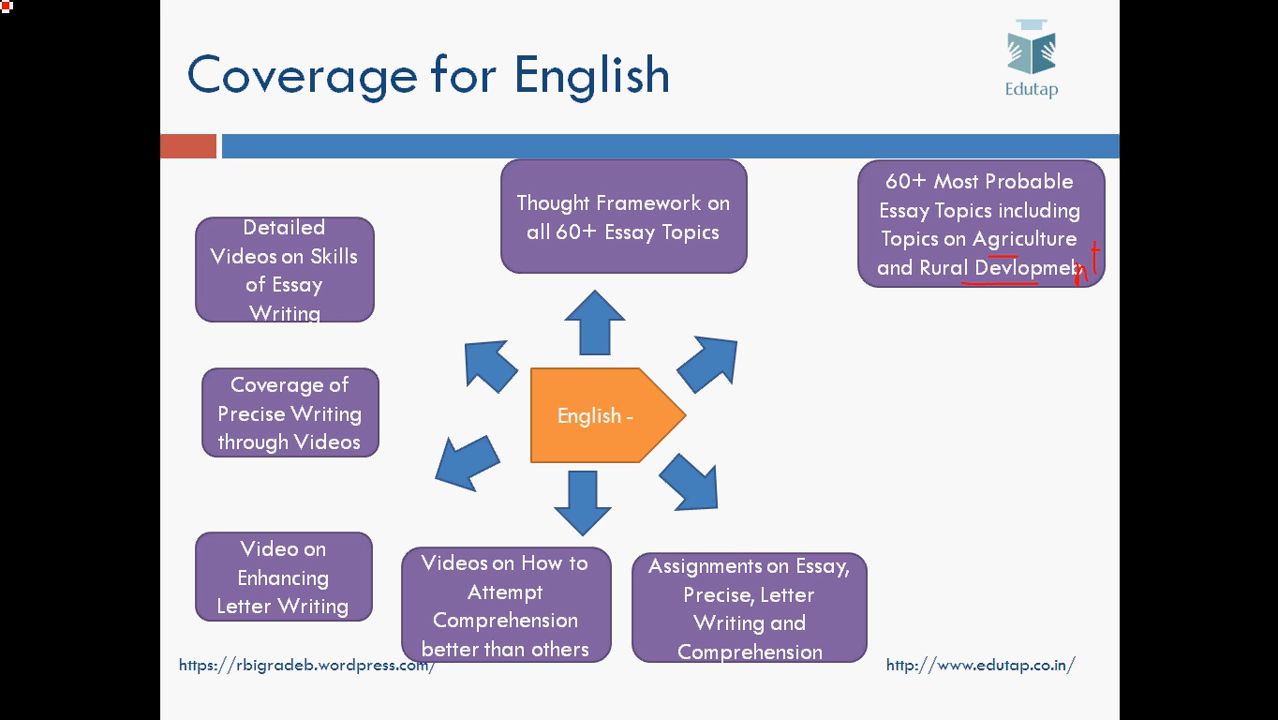 Coverage for English
Edutap
Thought Framework on
all 60+ Essay Topics
60+ Most Probable
Essay Topics including
Topics on Agriculture
and Rural Devlopmeb
nt
Detailed
Videos on Skills
of Essay
Writing
Coverage of
Precise Writing
through Videos
English -
Video on
Enhancing
Letter Writing
Videos on How to
Attempt
Comprehension
better than others
Assignments on Essay,
Precise, Letter
Writing and
Comprehension
https://rbigradeb.wordpress.com/
http://www.edutap.co.in/